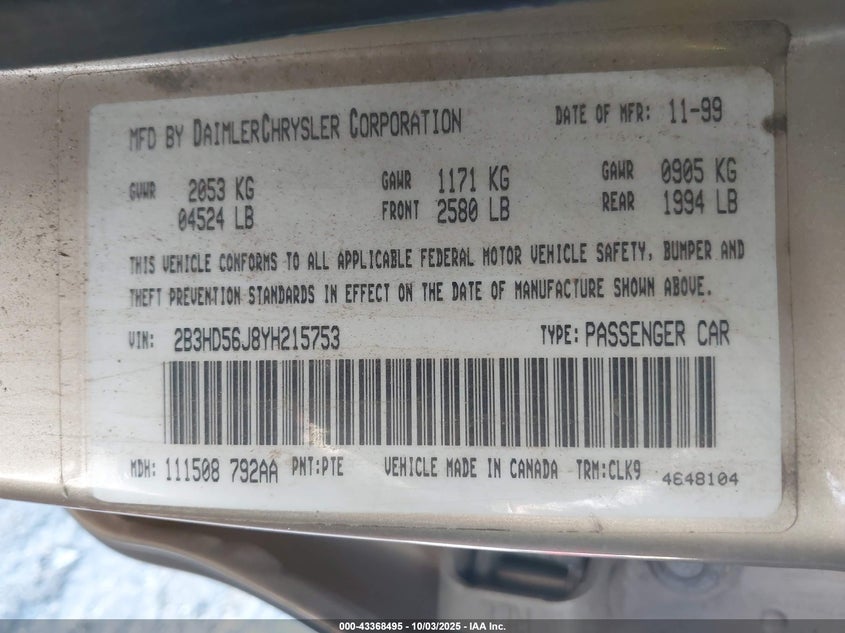 MFD BY DAIMLERCHRYSLER CORPORATION DATE OF MFR: 11-99
GVWR 2053 KG GAWR 1171 KG GAWR 0905 KG
04524 LB FRONT 2580 LB REAR 1994 LB
THIS VEHICLE CONFORMS TO ALL APPLICABLE FEDERAL MOTOR VEHICLE SAFETY, BUMPER AND
THEFT PREVENTION STANDARDS IN EFFECT ON THE DATE OF MANUFACTURE SHOWN ABOVE.
VIN: 2B3HD56J8YH215753 TYPE: PASSENGER CAR
MDH: 111508 792AA PNT:PTE VEHICLE MADE IN CANADA TRM:CLK9 4648104
000-43368495 - 10/03/2025 - IAA Inc.